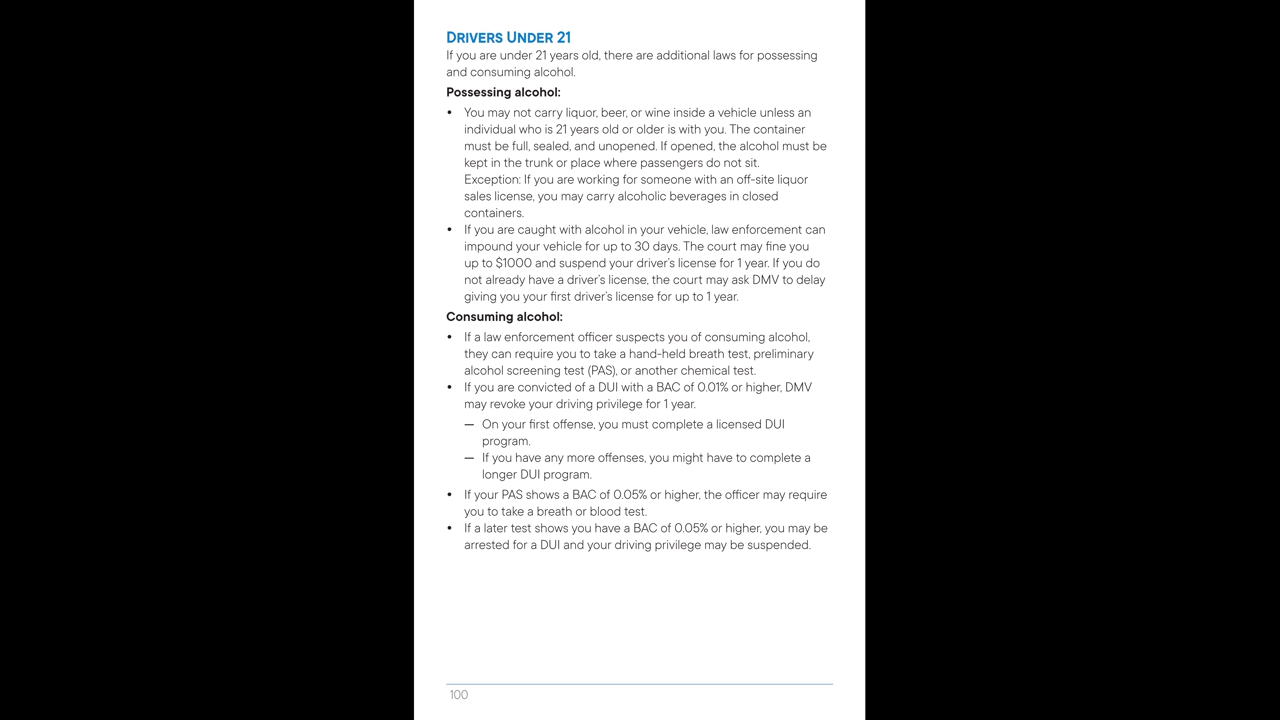 DRIVERS UNDER 21
If you are under 21 years old, there are additional laws for possessing
and consuming alcohol.
Possessing alcohol:
• You may not carry liquor, beer, or wine inside a vehicle unless an
individual who is 21 years old or older is with you. The container
must be full, sealed, and unopened. If opened, the alcohol must be
kept in the trunk or place where passengers do not sit.
Exception: If you are working for someone with an off-site liquor
sales license, you may carry alcoholic beverages in closed
containers.
• If you are caught with alcohol in your vehicle, law enforcement can
impound your vehicle for up to 30 days. The court may fine you
up to $1000 and suspend your driver’s license for 1 year. If you do
not already have a driver’s license, the court may ask DMV to delay
giving you your first driver’s license for up to 1 year.
Consuming alcohol:
• If a law enforcement officer suspects you of consuming alcohol,
they can require you to take a hand-held breath test, preliminary
alcohol screening test (PAS), or another chemical test.
• If you are convicted of a DUI with a BAC of 0.01% or higher, DMV
may revoke your driving privilege for 1 year.
— On your first offense, you must complete a licensed DUI
program.
— If you have any more offenses, you might have to complete a
longer DUI program.
• If your PAS shows a BAC of 0.05% or higher, the officer may require
you to take a breath or blood test.
• If a later test shows you have a BAC of 0.05% or higher, you may be
arrested for a DUI and your driving privilege may be suspended.
100